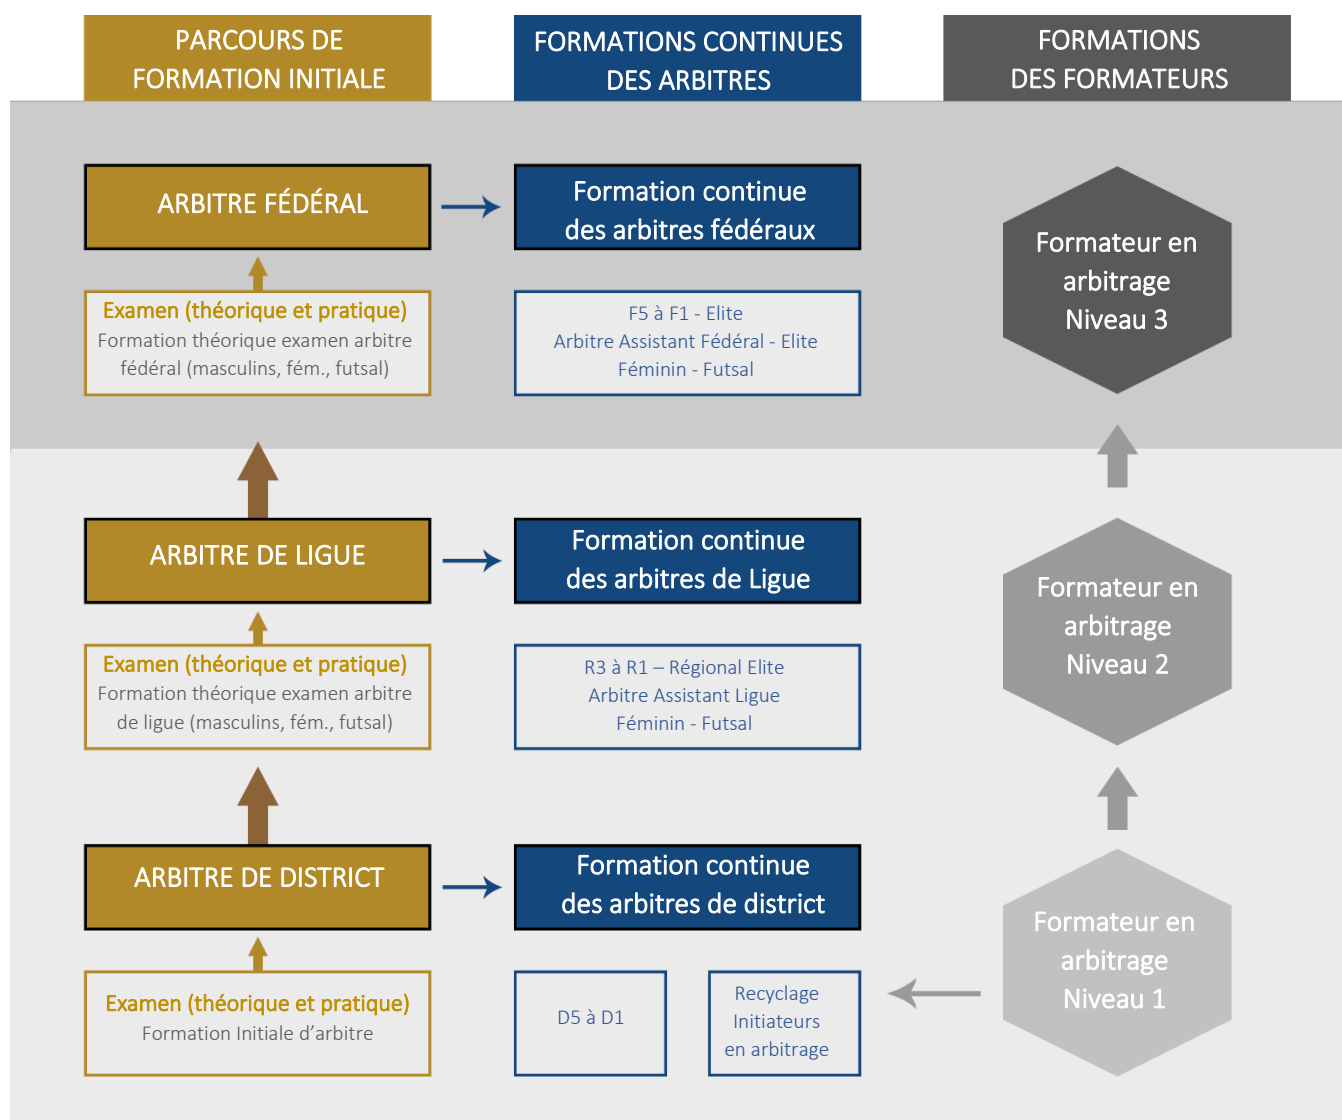 PARCOURS DE
FORMATION INITIALE
FORMATIONS CONTINUES
DES ARBITRES
FORMATIONS
DES FORMATEURS
ARBITRE FÉDÉRAL
Formation continue
des arbitres fédéraux
Formateur en
arbitrage
Niveau 3
Examen (théorique et pratique)
Formation théorique examen arbitre
fédéral (masculins, fém., futsal)
F5 à F1 - Elite
Arbitre Assistant Fédéral - Elite
Féminin - Futsal
ARBITRE DE LIGUE
Formation continue
des arbitres de Ligue
Formateur en
arbitrage
Niveau 2
Examen (théorique et pratique)
Formation théorique examen arbitre
de ligue (masculins, fém., futsal)
R3 à R1 – Régional Elite
Arbitre Assistant Ligue
Féminin - Futsal
ARBITRE DE DISTRICT
Formation continue
des arbitres de district
Formateur en
arbitrage
Niveau 1
Examen (théorique et pratique)
Formation Initiale d’arbitre
D5 à D1
Recyclage
Initiateurs
en arbitrage